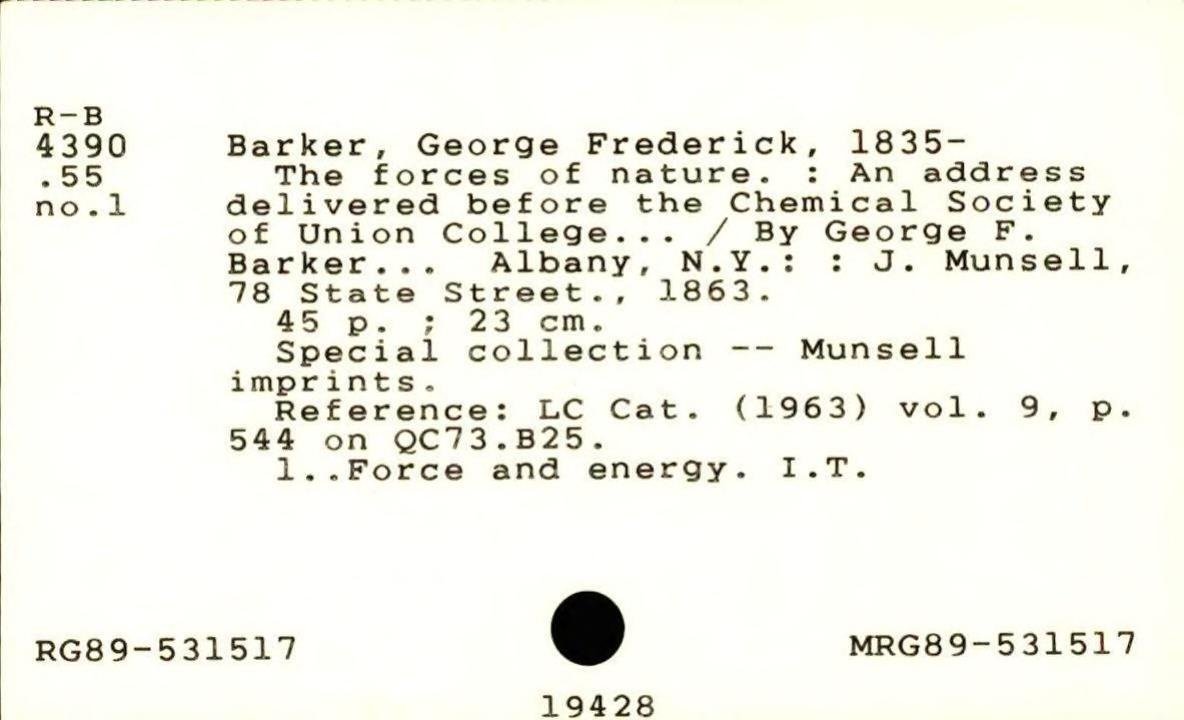 R-B
4390 Barker, George Frederick, 1835-
.55 The forces of nature. : An address
no.1 delivered before the Chemical Society
of Union College... / By George F.
Barker... Albany, N.Y.: : J. Munsell,
78 State Street., 1863.
45 p. ; 23 cm.
Special collection -- Munsell
imprints.
Reference: LC Cat. (1963) vol. 9, p.
544 on QC73.B25.
1..Force and energy. I.T.
RG89-531517 MRG89-531517
19428